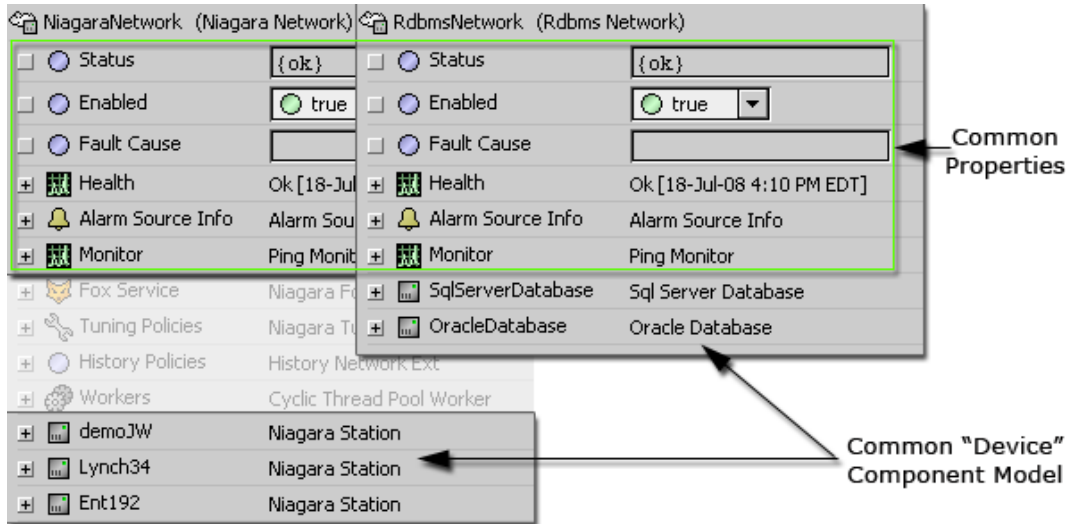 NiagaraNetwork (Niagara Network)
Status {ok}
Enabled true
Fault Cause
Health Ok [18-Jul
Alarm Source Info Alarm Sou
Monitor Ping Monit
Fox Service Niagara Fo
Tuning Policies Niagara Tu
History Policies History Network Ext
Workers Cyclic Thread Pool Worker
demoJW Niagara Station
Lynch34 Niagara Station
Ent192 Niagara Station
RdbmsNetwork (Rdbms Network)
Status {ok}
Enabled true
Fault Cause
Health Ok [18-Jul-08 4:10 PM EDT]
Alarm Source Info Alarm Source Info
Monitor Ping Monitor
SqlServerDatabase Sql Server Database
OracleDatabase Oracle Database
Common
Properties
Common “Device”
Component Model